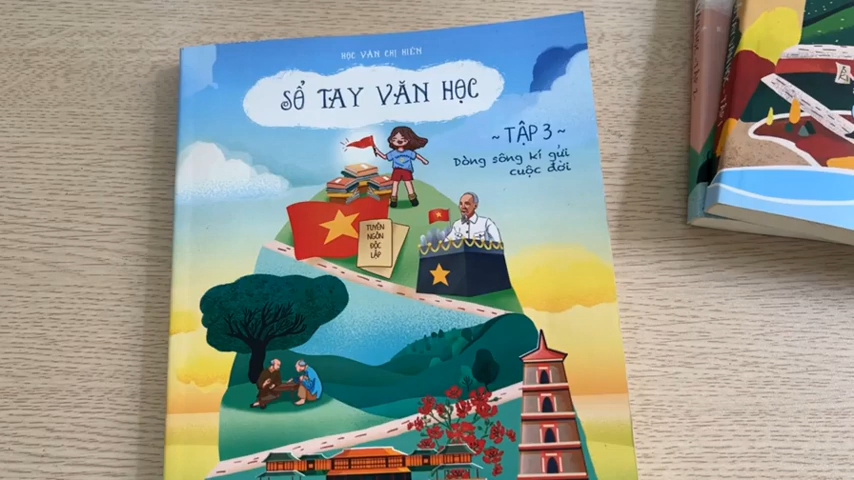 HỌC VĂN CHỊ HIÊN
SỔ TAY VĂN HỌC
~ TẬP 3 ~
Dòng sông kí gửi
cuộc đời
TUYÊN
NGÔN
ĐỘC
LẬP